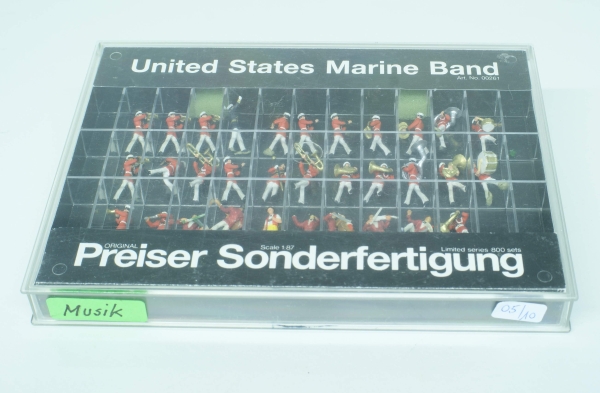 United States Marine Band
Art. No. 00261
ORIGINAL
Scale 1:87
Limited series 800 sets
Preiser Sonderfertigung
Musik
05/10